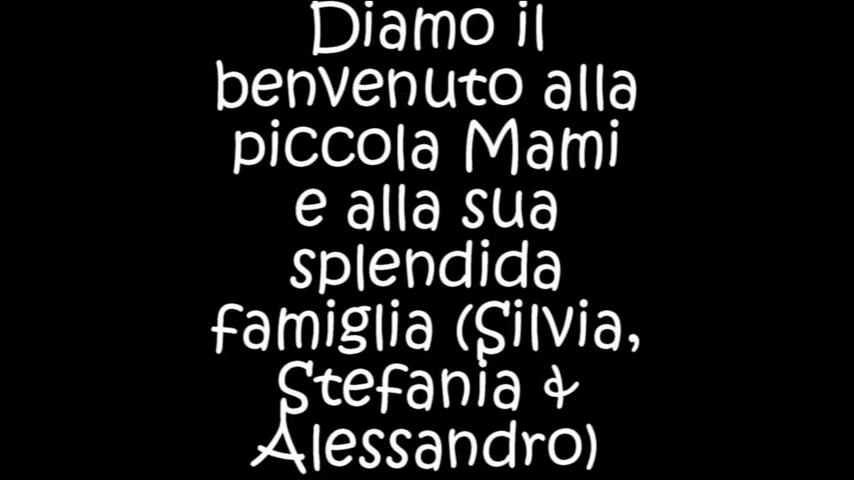 Diamo il
benvenuto alla
piccola Mami
e alla sua
splendida
famiglia (Silvia,
Stefania &
Alessandro)